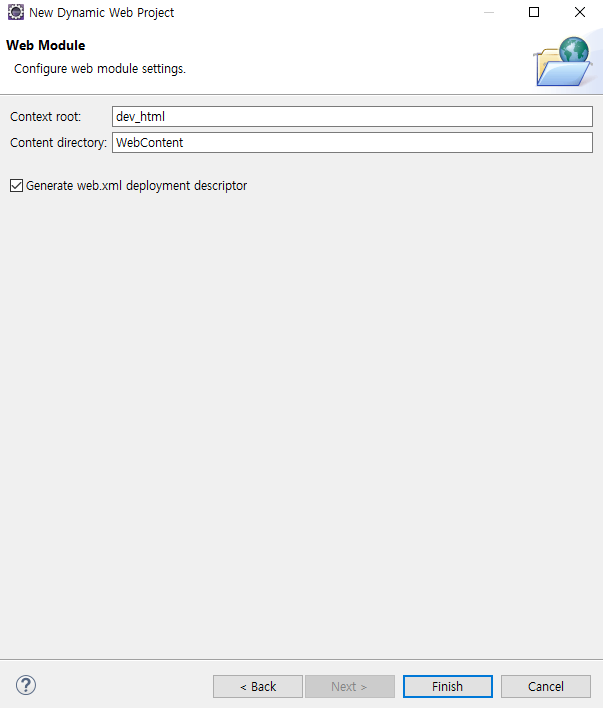 New Dynamic Web Project
Web Module
Configure web module settings.
Context root: dev_html
Content directory: WebContent
Generate web.xml deployment descriptor
? < Back Next > Finish Cancel